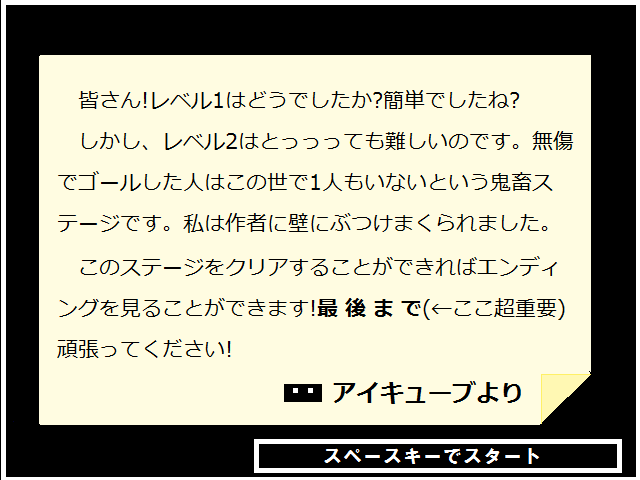 皆さん!レベル1はどうでしたか?簡単でしたね?
しかし、レベル2はとっっっても難しいのです。無傷
でゴールした人はこの世で1人もいないという鬼畜ス
テージです。私は作者に壁にぶつけまくられました。
このステージをクリアすることができればエンディ
ングを見ることができます!最 後 ま で(←ここ超重要)
頑張ってください!
アイキューブより
スペースキーでスタート